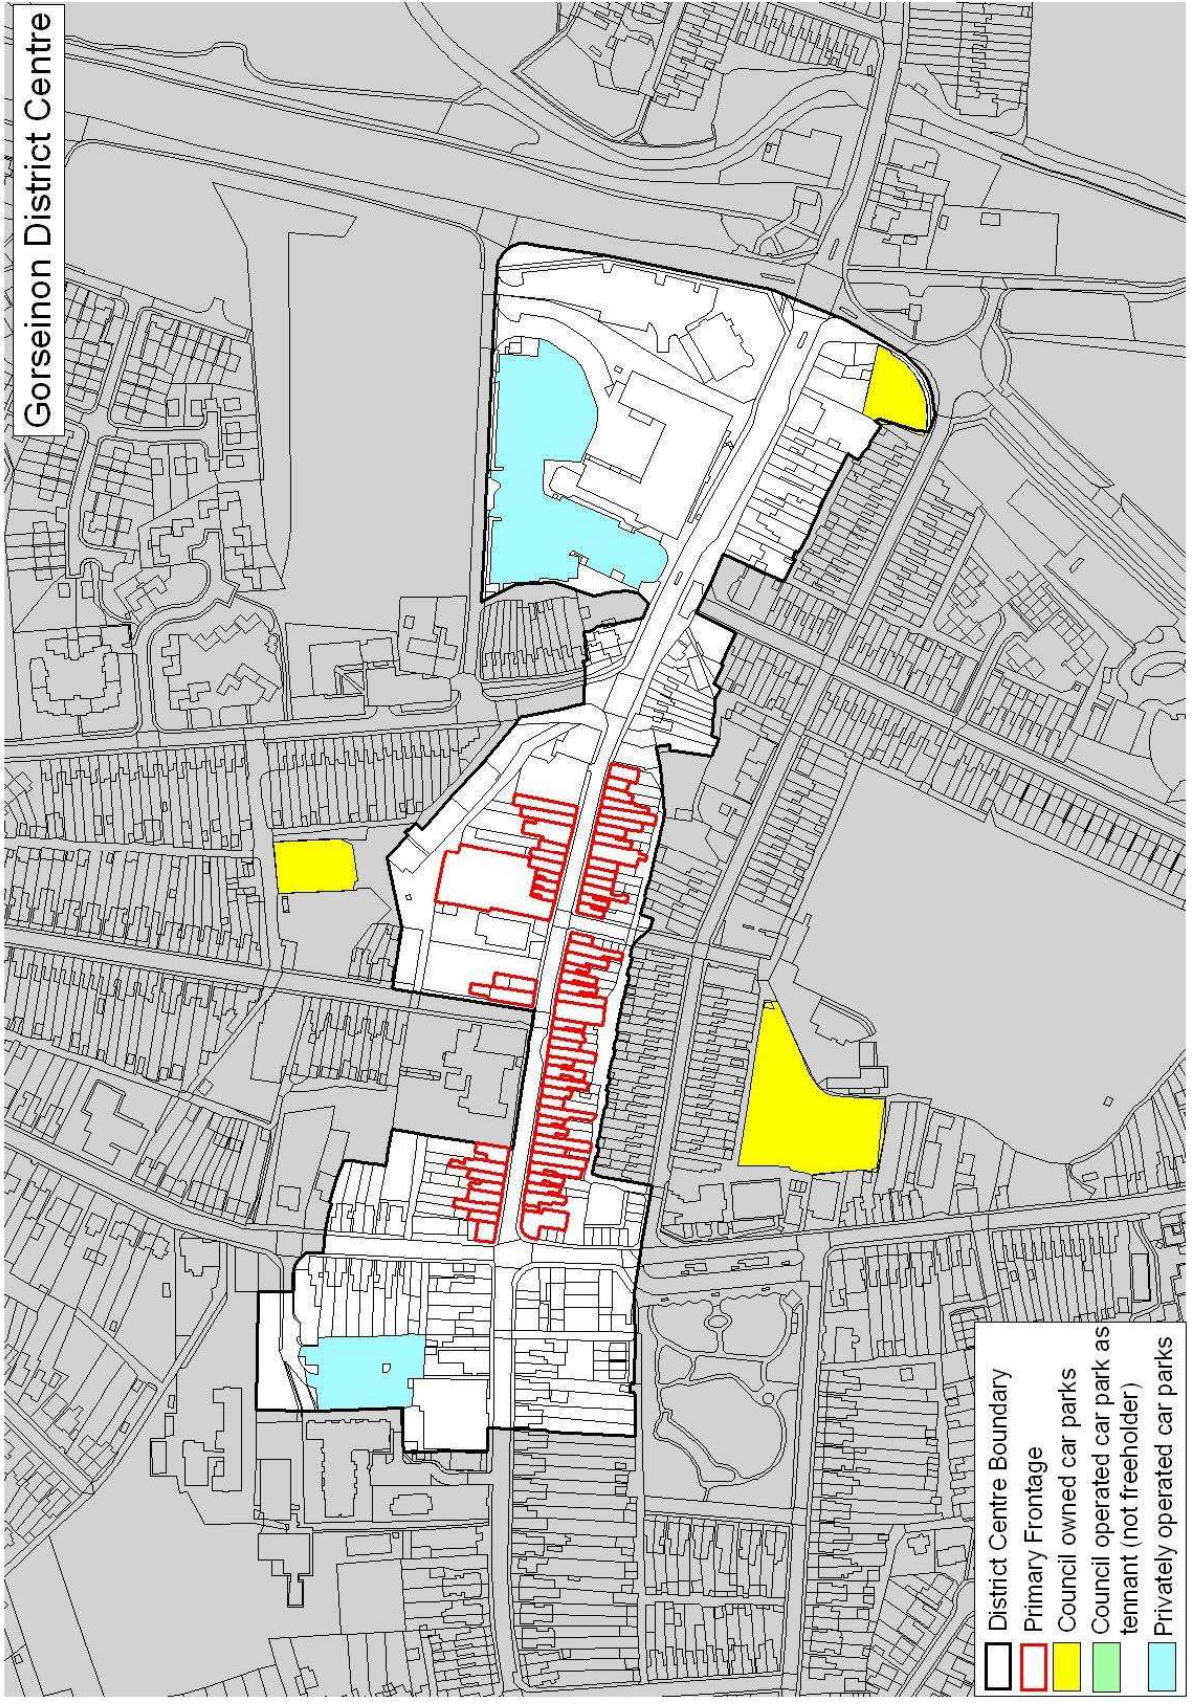 Gorseinon District Centre
District Centre Boundary
Primary Frontage
Council owned car parks
Council operated car park as
tennant (not freeholder)
Privately operated car parks